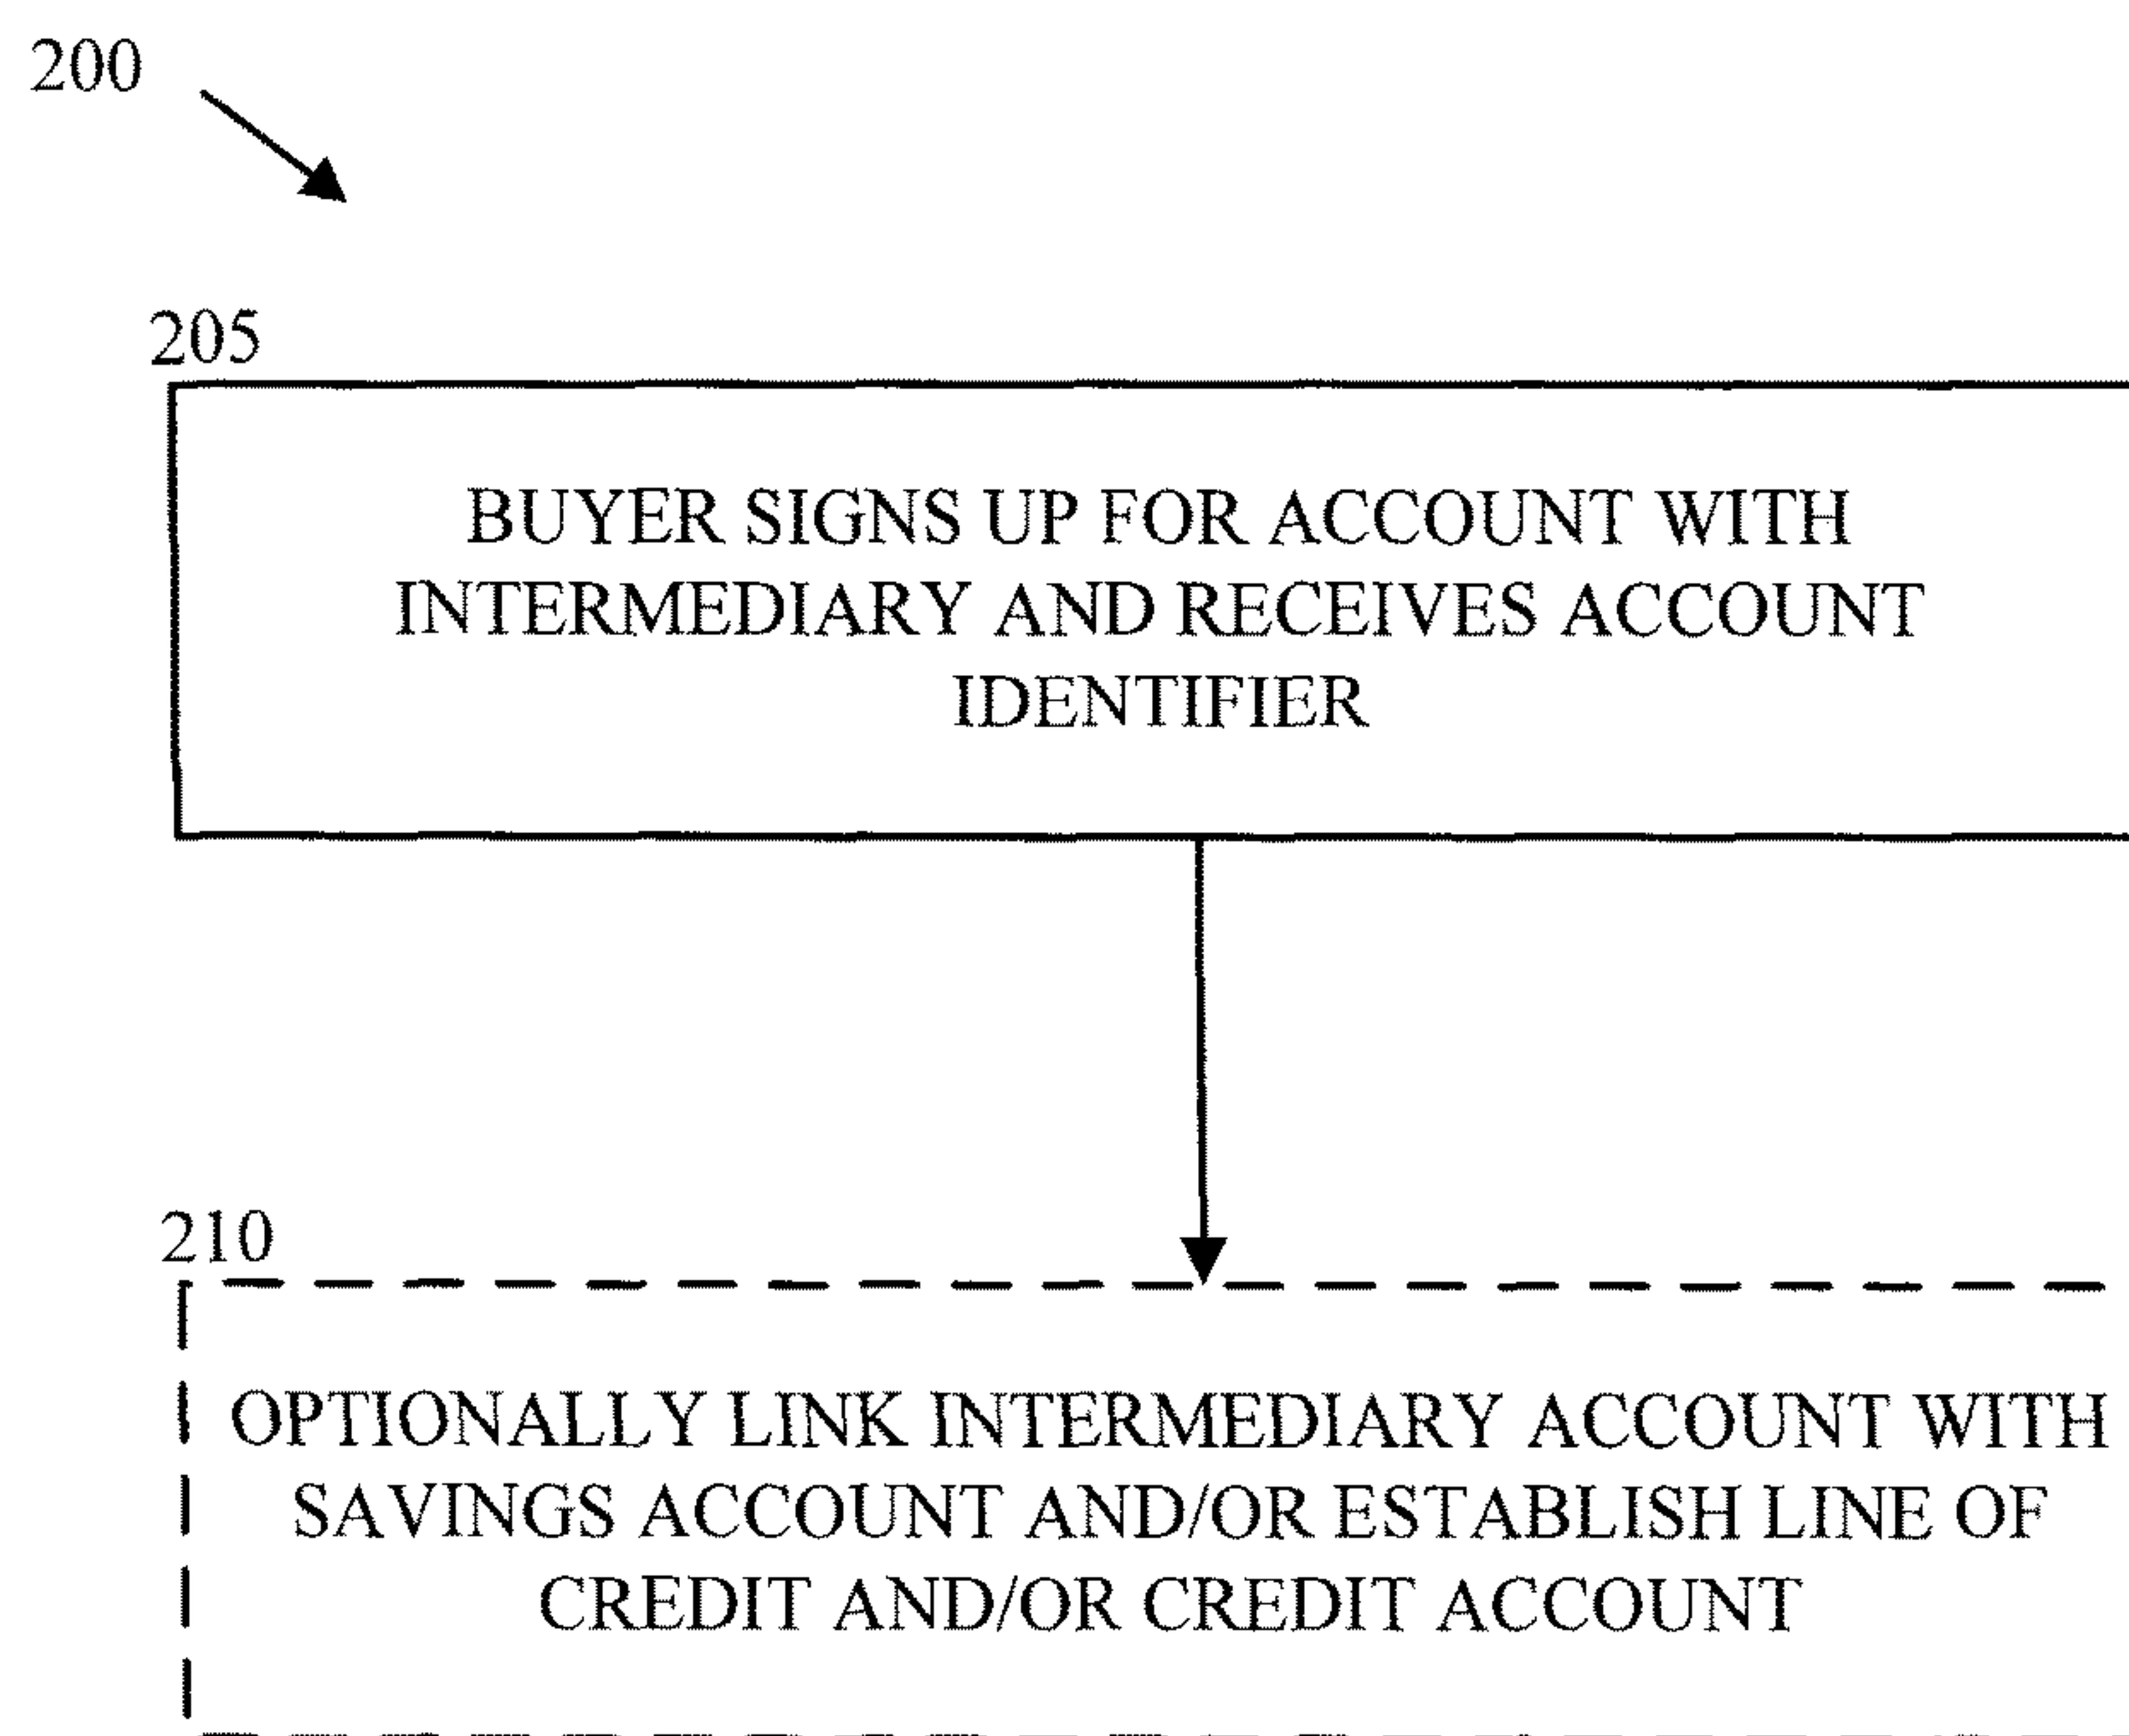 200
205
BUYER SIGNS UP FOR ACCOUNT WITH
INTERMEDIARY AND RECEIVES ACCOUNT
IDENTIFIER
210
OPTIONALLY LINK INTERMEDIARY ACCOUNT WITH
SAVINGS ACCOUNT AND/OR ESTABLISH LINE OF
CREDIT AND/OR CREDIT ACCOUNT